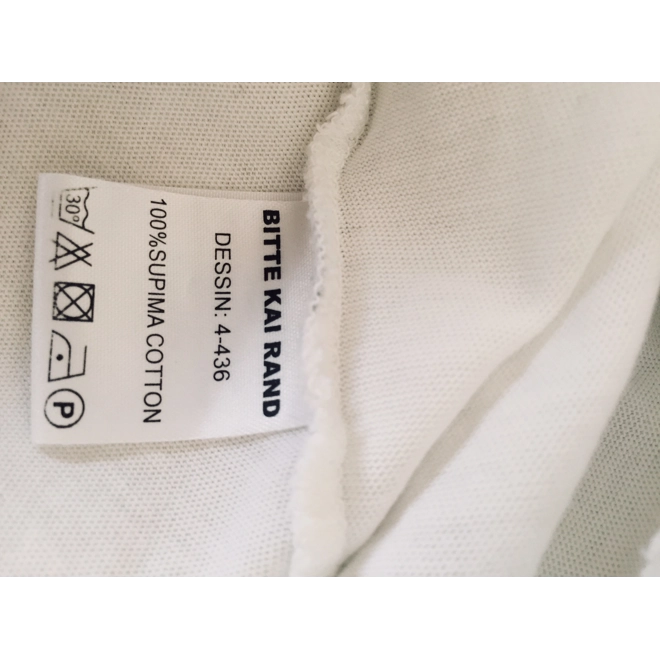 BITTE KAI RAND
DESSIN: 4-436
100%SUPIMA COTTON
30°
P